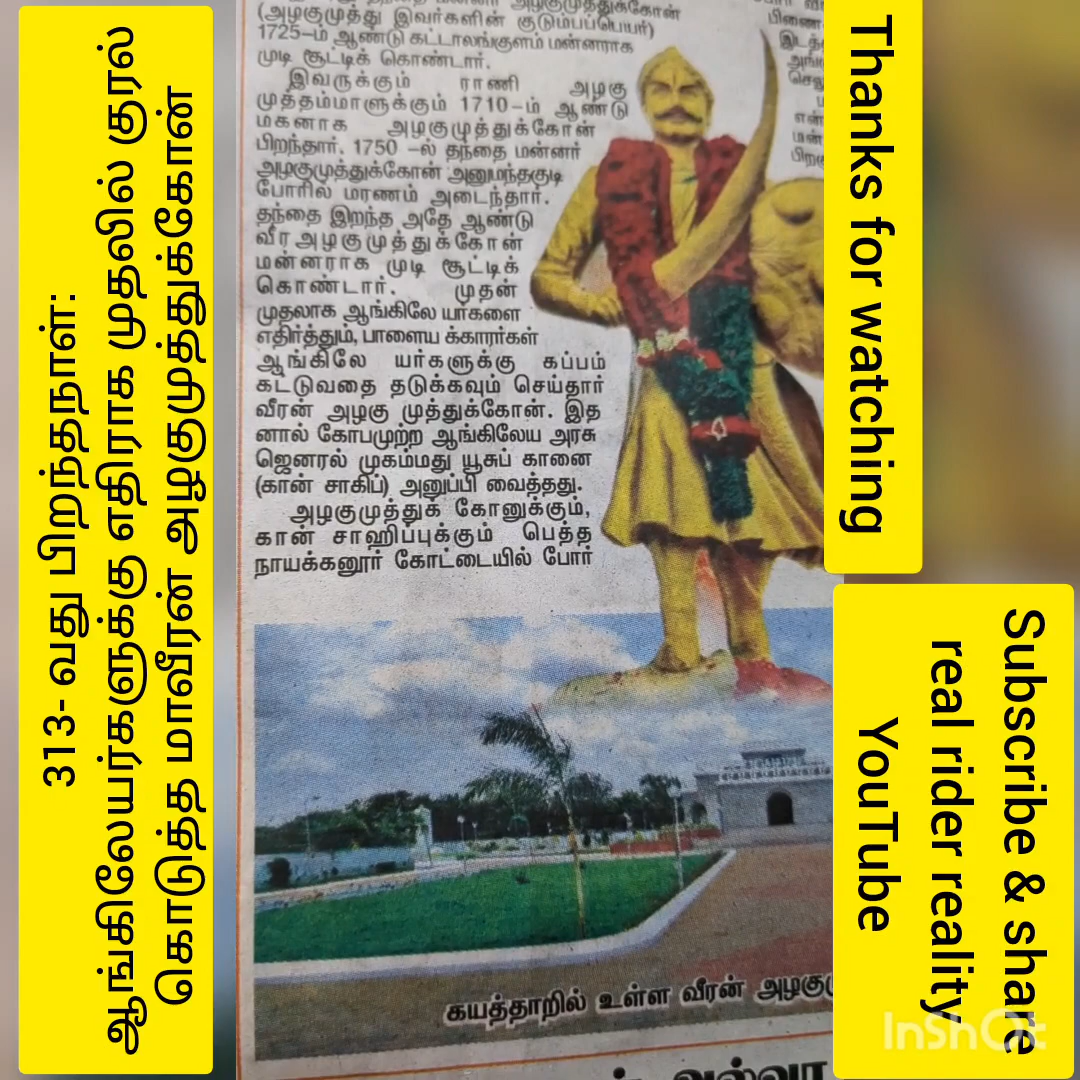 313- வது பிறந்தநாள்:
ஆங்கிலேயர்களுக்கு எதிராக முதலில் குரல்
கொடுத்த மாவீரன் அழகுமுத்துக்கோன்
(அழகுமுத்து இவர்களின் குடும்பப்பெயர்)
1725-ம் ஆண்டு கட்டாலங்குளம் மன்னராக
முடி சூட்டிக் கொண்டார்.
இவருக்கும் ராணி அழகு
முத்தம்மாளுக்கும் 1710-ம் ஆண்டு
மகனாக அழகுமுத்துக்கோன்
பிறந்தார். 1750 -ல் தந்தை மன்னர்
அழகுமுத்துக்கோன் அனுமந்தகுடி
போரில் மரணம் அடைந்தார்.
தந்தை இறந்த அதே ஆண்டு
வீர அழகுமுத்துக்கோன்
மன்னராக முடி சூட்டிக்
கொண்டார். முதன்
முதலாக ஆங்கிலே யர்களை
எதிர்த்தும், பாளைய க்காரர்கள்
ஆங்கிலே யர்களுக்கு கப்பம்
கட்டுவதை தடுக்கவும் செய்தார்
வீரன் அழகு முத்துக்கோன். இத
னால் கோபமுற்ற ஆங்கிலேய அரசு
ஜெனரல் முகம்மது யூசுப் கானை
(கான் சாகிப்) அனுப்பி வைத்தது.
அழகுமுத்துக் கோனுக்கும்,
கான் சாஹிப்புக்கும் பெத்த
நாயக்கனூர் கோட்டையில் போர்
கயத்தாறில் உள்ள வீரன்
Thanks for watching
Subscribe & share
real rider reality
YouTube
InShOt